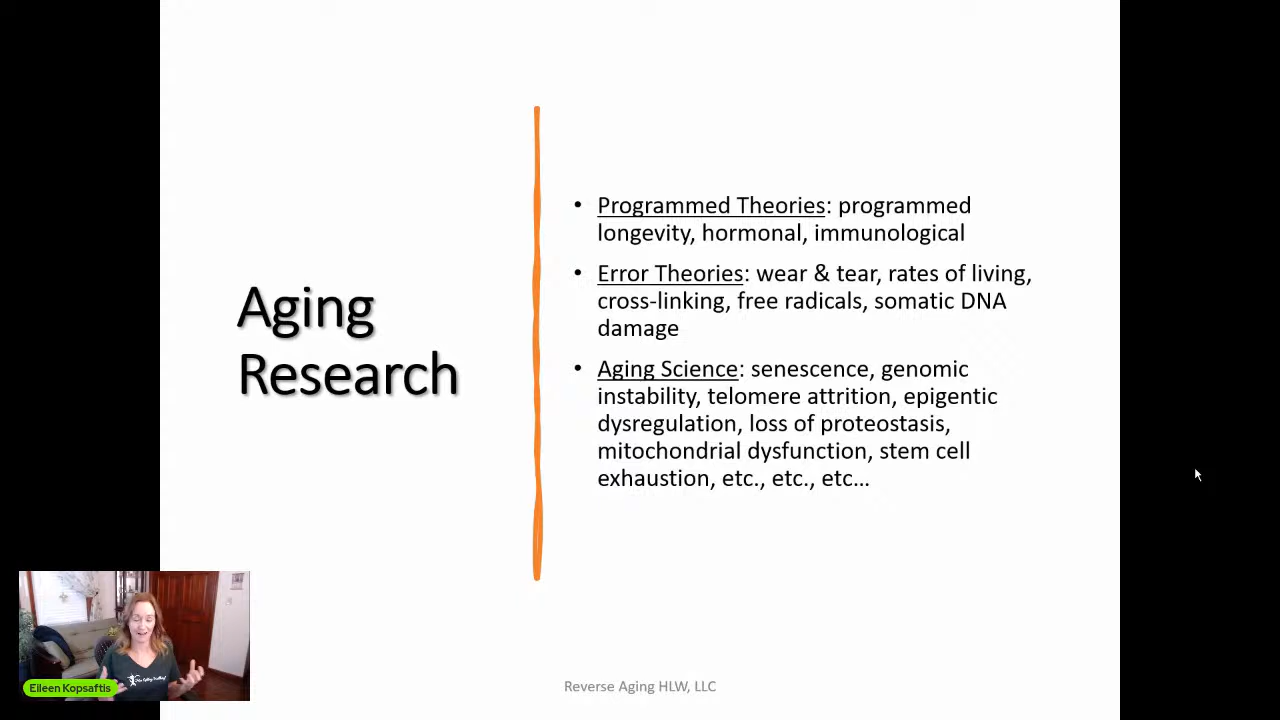 Aging
Research
• Programmed Theories: programmed
longevity, hormonal, immunological
• Error Theories: wear & tear, rates of living,
cross-linking, free radicals, somatic DNA
damage
• Aging Science: senescence, genomic
instability, telomere attrition, epigentic
dysregulation, loss of proteostasis,
mitochondrial dysfunction, stem cell
exhaustion, etc., etc., etc...
Eileen Kopsaftis
Reverse Aging HLW, LLC